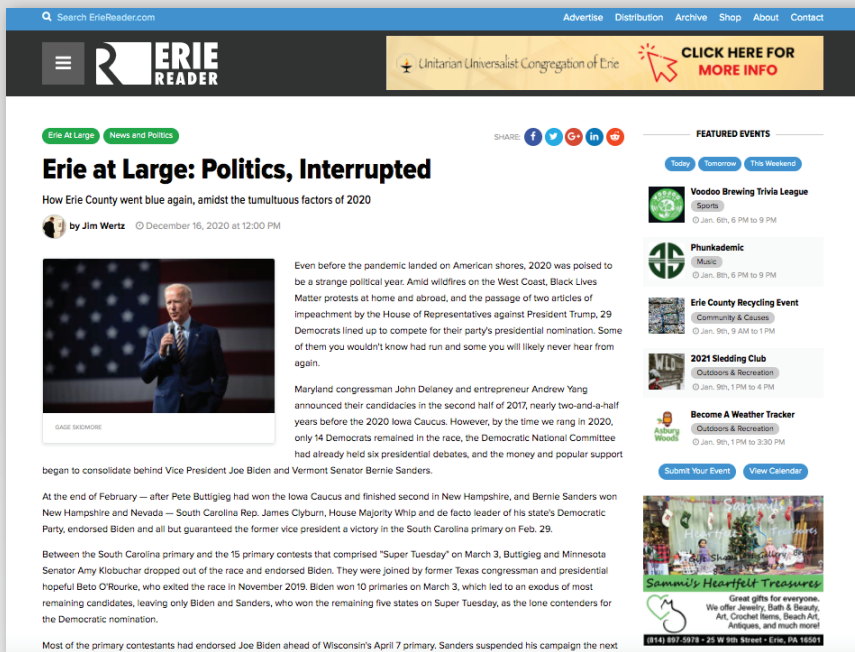 Search ErieReader.com
Advertise Distribution Archive Shop About Contact
ERIE
READER
Unitarian Universalist Congregation of Erie
CLICK HERE FOR
MORE INFO
Erie At Large News and Politics
SHARE:
Erie at Large: Politics, Interrupted
How Erie County went blue again, amidst the tumultuous factors of 2020
by Jim Wertz December 16, 2020 at 12:00 PM
GAGE SKIDMORE
Even before the pandemic landed on American shores, 2020 was poised to
be a strange political year. Amid wildfires on the West Coast, Black Lives
Matter protests at home and abroad, and the passage of two articles of
impeachment by the House of Representatives against President Trump, 29
Democrats lined up to compete for their party's presidential nomination. Some
of them you wouldn't know had run and some you will likely never hear from
again.
Maryland congressman John Delaney and entrepreneur Andrew Yang
announced their candidacies in the second half of 2017, nearly two-and-a-half
years before the 2020 Iowa Caucus. However, by the time we rang in 2020,
only 14 Democrats remained in the race, the Democratic National Committee
had already held six presidential debates, and the money and popular support
began to consolidate behind Vice President Joe Biden and Vermont Senator Bernie Sanders.
At the end of February — after Pete Buttigieg had won the Iowa Caucus and finished second in New Hampshire, and Bernie Sanders won
New Hampshire and Nevada — South Carolina Rep. James Clyburn, House Majority Whip and de facto leader of his state's Democratic
Party, endorsed Biden and all but guaranteed the former vice president a victory in the South Carolina primary on Feb. 29.
Between the South Carolina primary and the 15 primary contests that comprised "Super Tuesday" on March 3, Buttigieg and Minnesota
Senator Amy Klobuchar dropped out of the race and endorsed Biden. They were joined by former Texas congressman and presidential
hopeful Beto O'Rourke, who exited the race in November 2019. Biden won 10 primaries on March 3, which led to an exodus of most
remaining candidates, leaving only Biden and Sanders, who won the remaining five states on Super Tuesday, as the lone contenders for
the Democratic nomination.
Most of the primary contestants had endorsed Joe Biden ahead of Wisconsin's April 7 primary. Sanders suspended his campaign the next
FEATURED EVENTS
Today Tomorrow This Weekend
Voodoo Brewing Trivia League
Sports
Jan. 6th, 6 PM to 9 PM
Phunkademic
Music
Jan. 8th, 6 PM to 9 PM
Erie County Recycling Event
Community & Causes
Jan. 9th, 9 AM to 1 PM
2021 Sledding Club
Outdoors & Recreation
Jan. 9th, 1 PM to 4 PM
Asbury
Woods
Become A Weather Tracker
Outdoors & Recreation
Jan. 9th, 1 PM to 3:30 PM
Submit Your Event View Calendar
Sammi's Heartfelt Treasures
Great gifts for everyone.
We offer Jewelry, Bath & Beauty,
Art, Crochet Items, Beach Art,
Antiques, and much more!
(814) 897-5978 • 25 W 9th Street • Erie, PA 16501